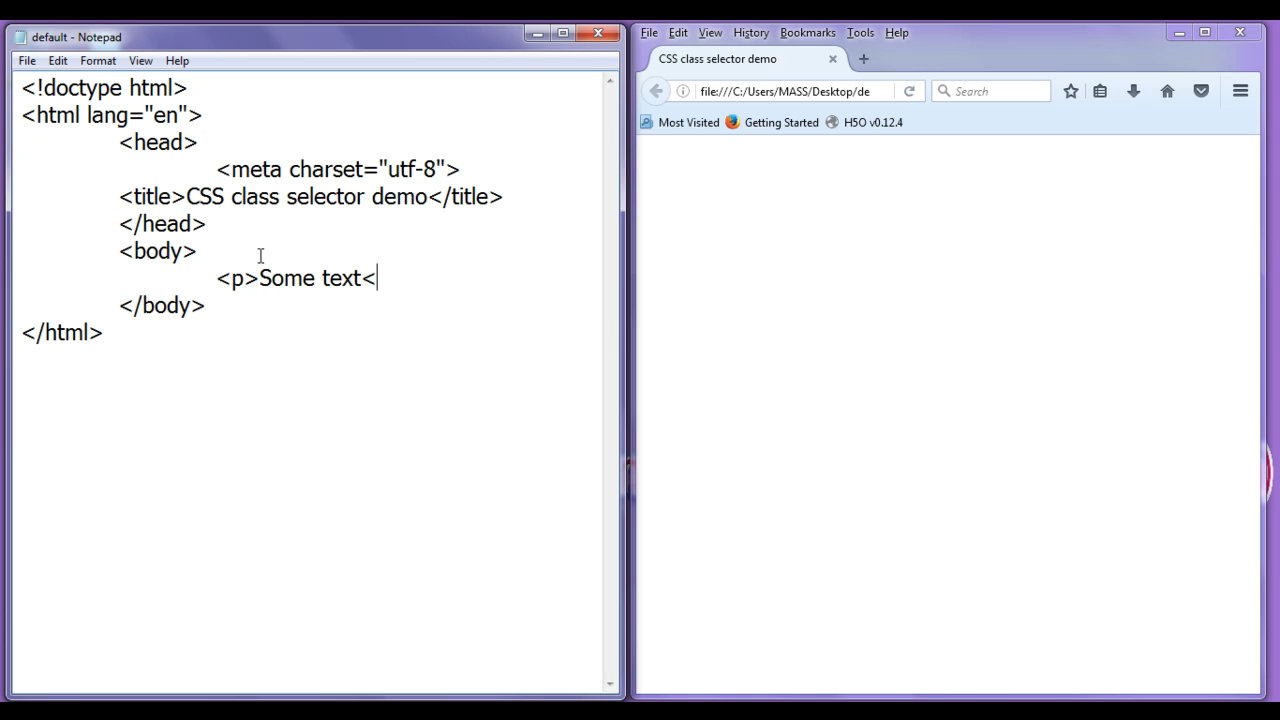 default - Notepad
File Edit Format View Help
<!doctype html>
<html lang="en">
<head>
<meta charset="utf-8">
<title>CSS class selector demo</title>
</head>
<body>
<p>Some text<
</body>
</html>
File Edit View History Bookmarks Tools Help
CSS class selector demo
file:///C:/Users/MASS/Desktop/de
Search
Most Visited Getting Started H5O v0.12.4